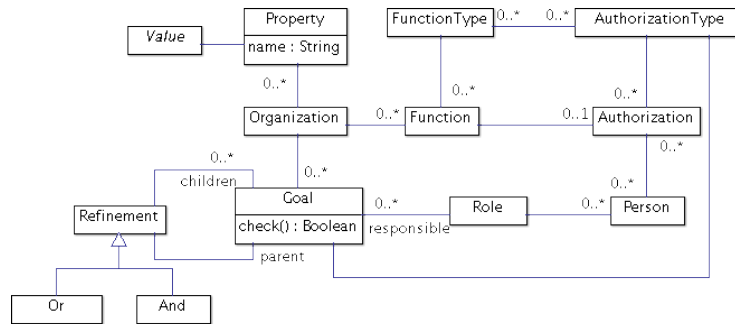 Property
FunctionType
0..*
0..*
AuthorizationType
Value
name : String
0..*
0..*
0..*
Organization
0..*
Function
0..1
Authorization
0..*
0..*
0..*
children
Goal
0..*
0..*
Refinement
check() : Boolean
responsible
Role
0..*
Person
parent
Or
And